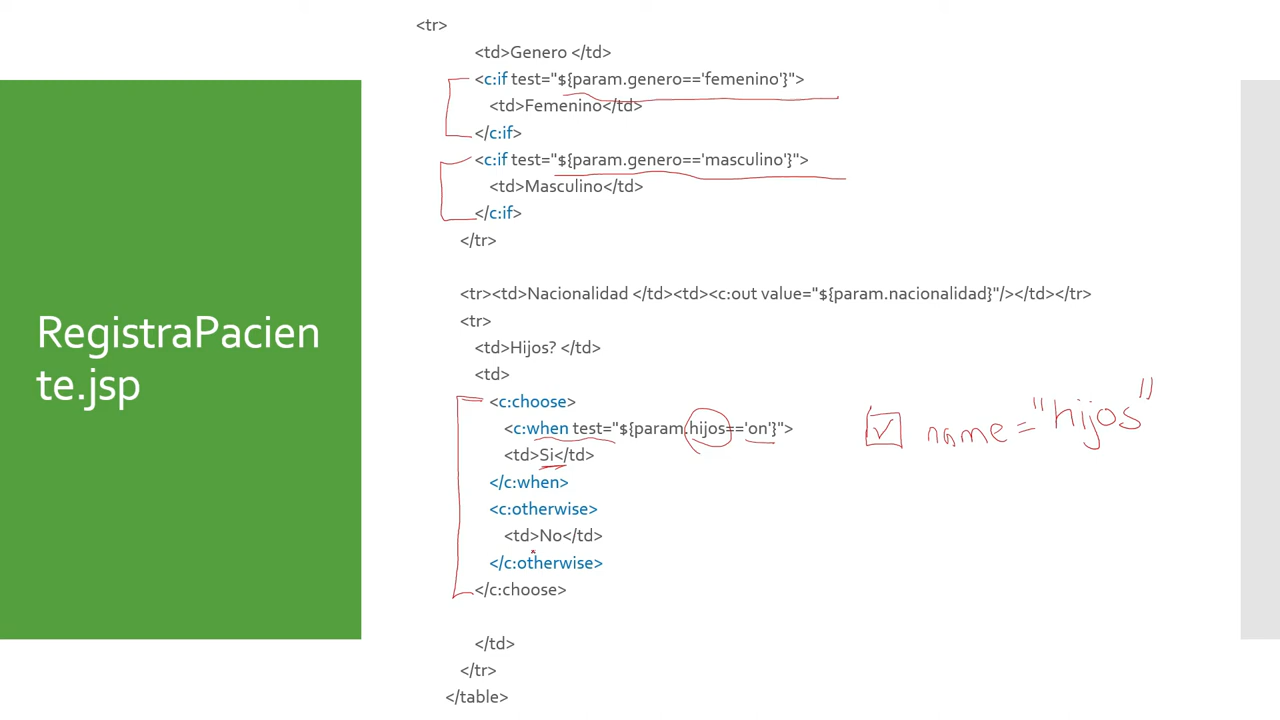 RegistraPacien
te.jsp
<tr>
<td>Genero </td>
<c:if test="${param.genero=='femenino'}">
<td>Femenino</td>
</c:if>
<c:if test="${param.genero=='masculino'}">
<td>Masculino</td>
</c:if>
</tr>
<tr><td>Nacionalidad </td><td><c:out value="${param.nacionalidad}"/></td></tr>
<tr>
<td>Hijos? </td>
<td>
<c:choose>
<c:when test="${param.hijos=='on'}">
<td>Si</td>
</c:when>
<c:otherwise>
<td>No</td>
</c:otherwise>
</c:choose>
</td>
</tr>
</table>
name="hijos"